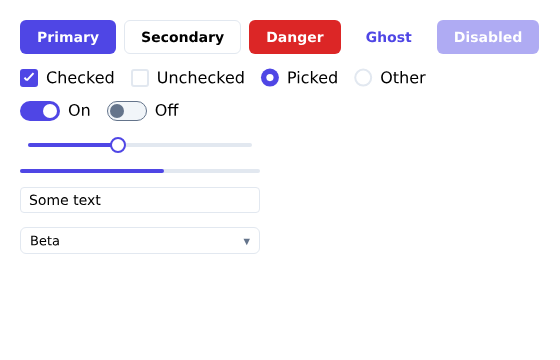 Primary Secondary Danger Ghost Disabled
Checked Unchecked Picked Other
On Off
Some text
Beta